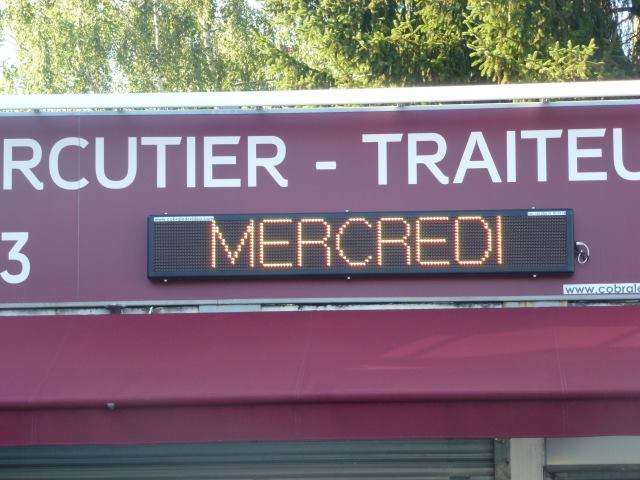 RCUTIER - TRAITEU
3
MERCREDI
www.cobrale